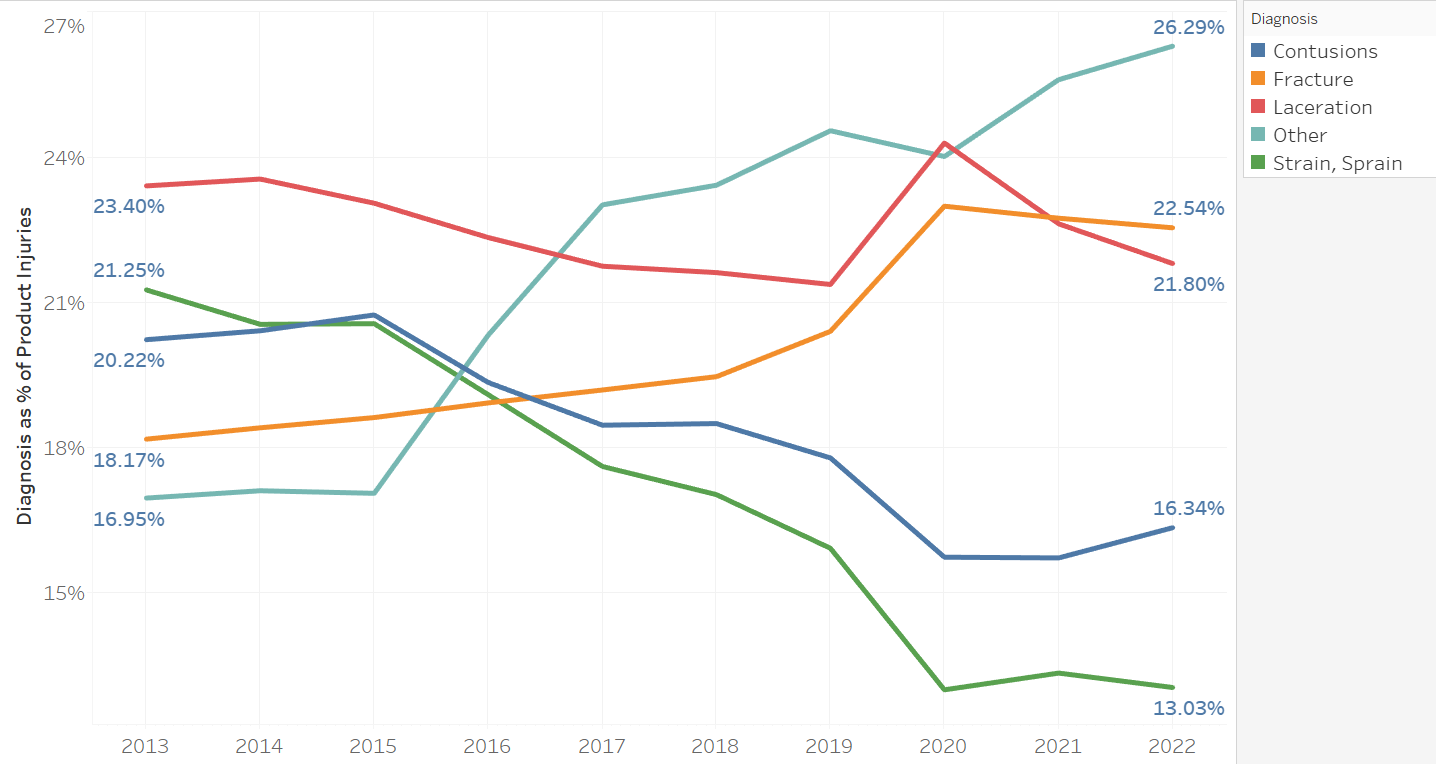 Diagnosis as % of Product Injuries
27%
24%
21%
18%
15%
23.40%
21.25%
20.22%
18.17%
16.95%
26.29%
22.54%
21.80%
16.34%
13.03%
2013 2014 2015 2016 2017 2018 2019 2020 2021 2022
Diagnosis
Contusions
Fracture
Laceration
Other
Strain, Sprain